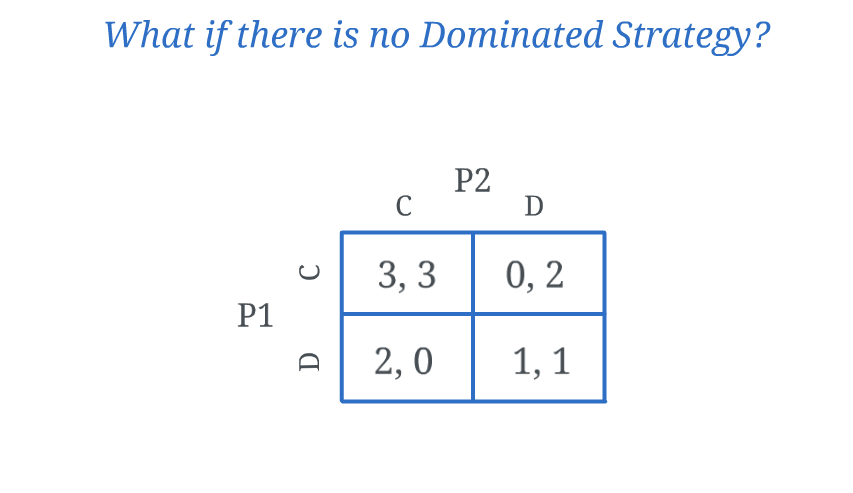 What if there is no Dominated Strategy?
P2
C D
C 3, 3 0, 2
P1
D 2, 0 1, 1